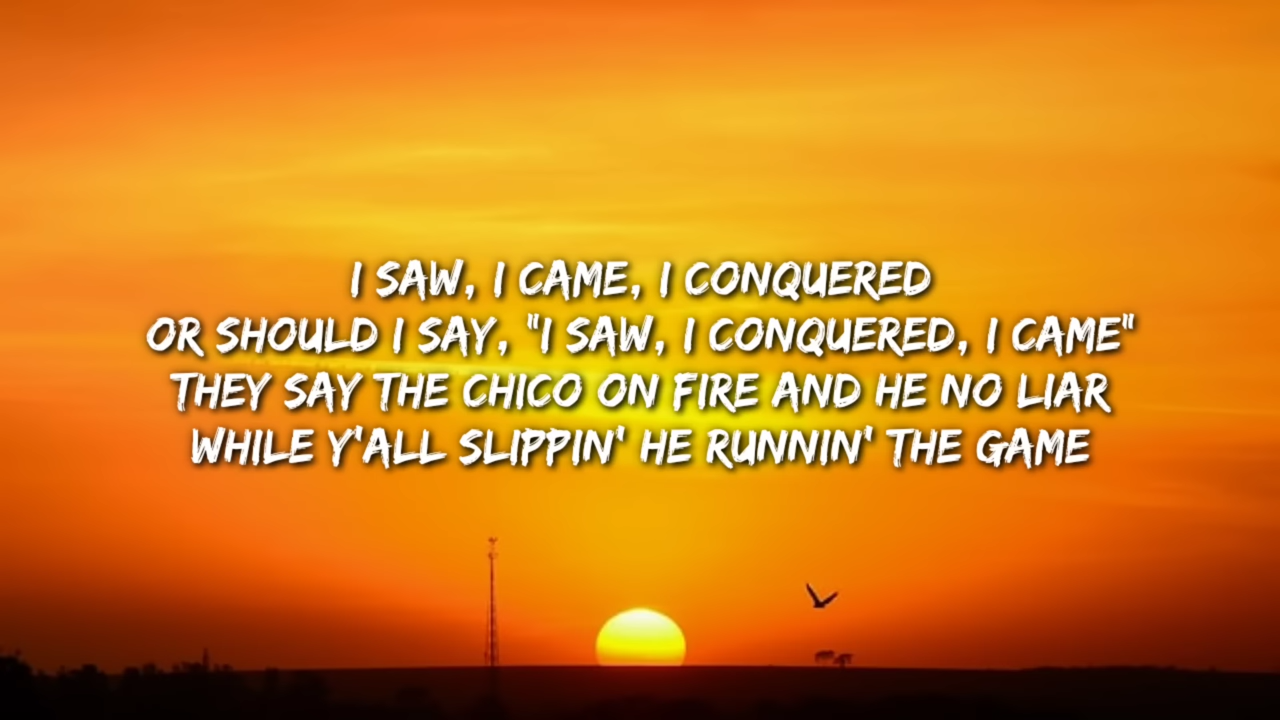 I SAW, I CAME, I CONQUERED
OR SHOULD I SAY, "I SAW, I CONQUERED, I CAME"
THEY SAY THE CHICO ON FIRE AND HE NO LIAR
WHILE Y'ALL SLIPPIN' HE RUNNIN' THE GAME